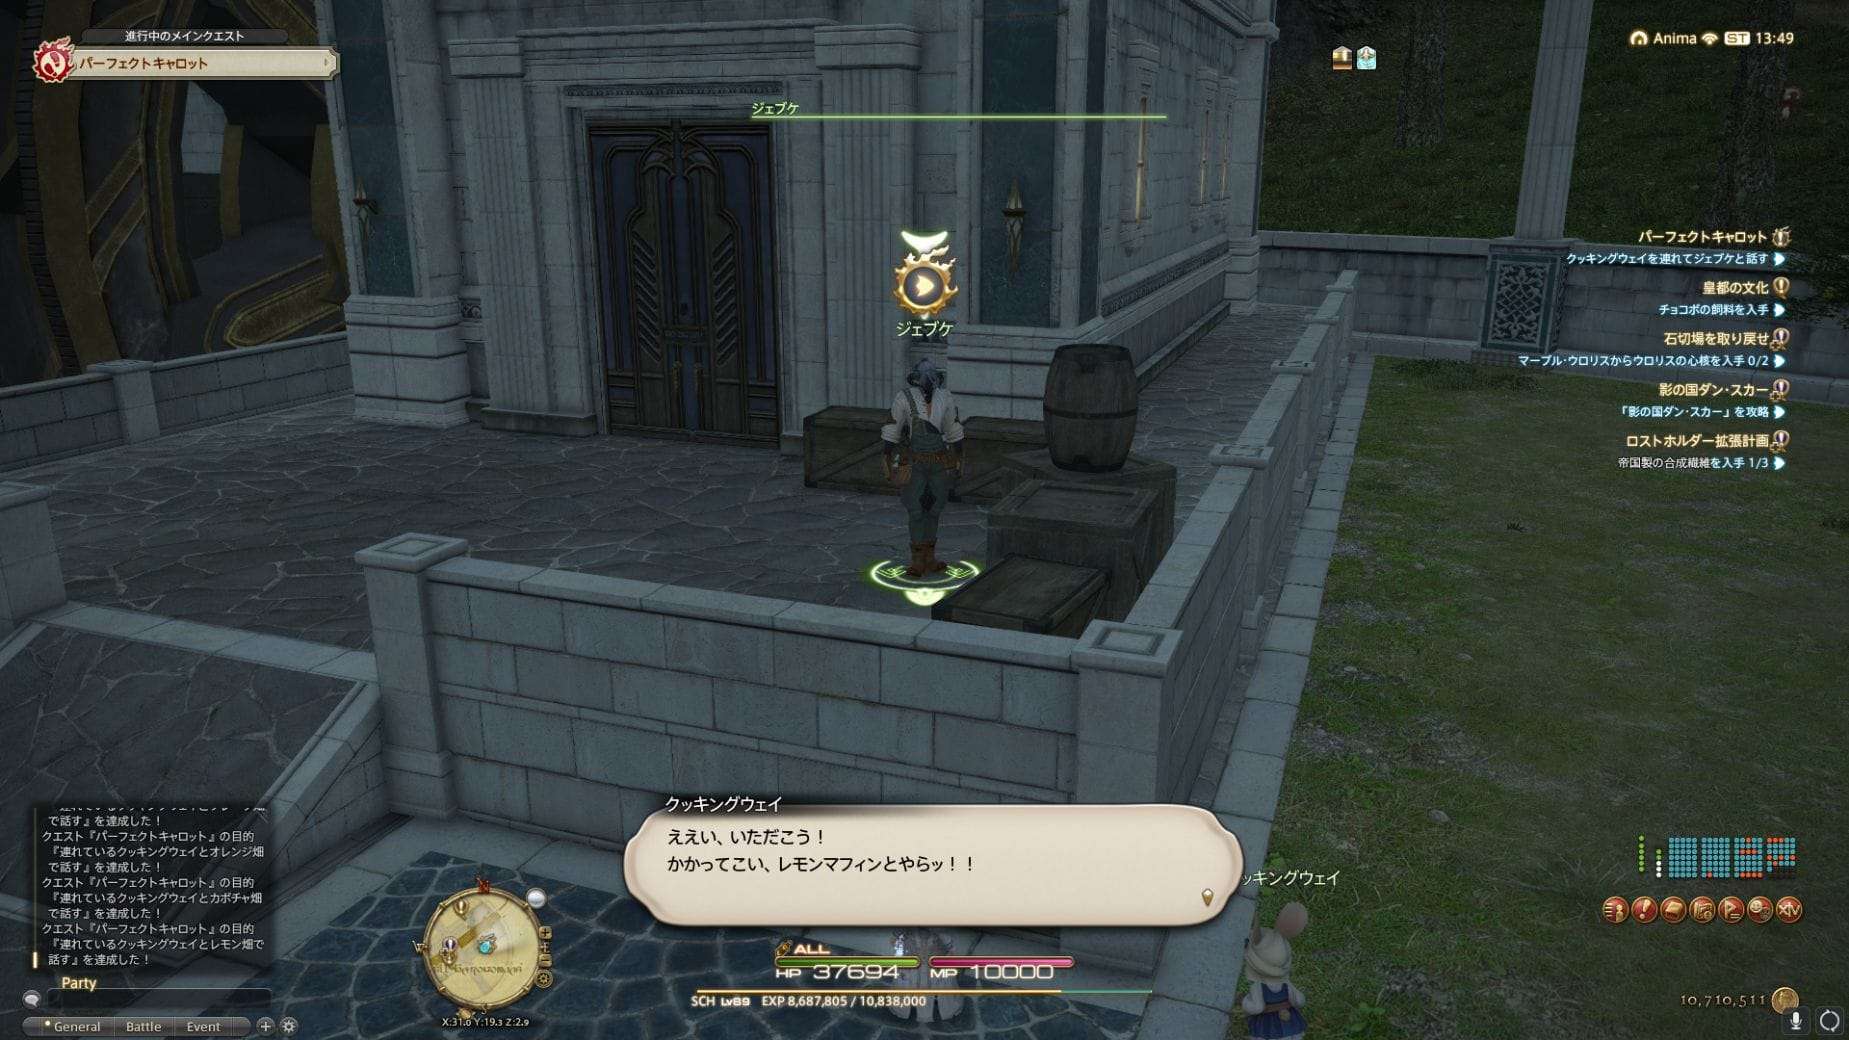 進行中のメインクエスト
パーフェクトキャロット
Anima ST 13:49
ジェブケ
ジェブケ
パーフェクトキャロット
クッキングウェイを連れてジェブケと話す
皇都の文化
チョコボの飼料を入手
石切場を取り戻せ
マーブル・ウロリスからウロリスの心核を入手 0/2
影の国ダン・スカー
「影の国ダン・スカー」を攻略
ロストホルダー拡張計画
帝国製の合成繊維を入手 1/3
クッキングウェイ
ええい、いただこう!
かかってこい、レモンマフィンとやらッ!!
ッキングウェイ
で話す』を達成した!
クエスト『パーフェクトキャロット』の目的
『連れているクッキングウェイとオレンジ畑
で話す』を達成した!
クエスト『パーフェクトキャロット』の目的
『連れているクッキングウェイとカボチャ畑
で話す』を達成した!
クエスト『パーフェクトキャロット』の目的
『連れているクッキングウェイとレモン畑で
話す』を達成した!
Party
General Battle Event
X:31.0 Y:19.3 Z:2.9
ALL
HP 37694 MP 10000
SCH Lv89 EXP 8,687,805 / 10,838,000
10,710,511
XIV